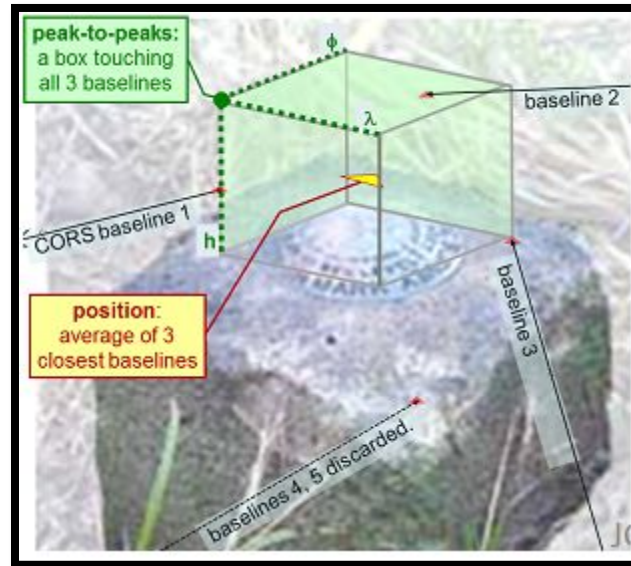 peak-to-peaks:
a box touching
all 3 baselines
ϕ
λ
baseline 2
CORS baseline 1
h
position:
average of 3
closest baselines
baseline 3
baselines 4, 5 discarded.